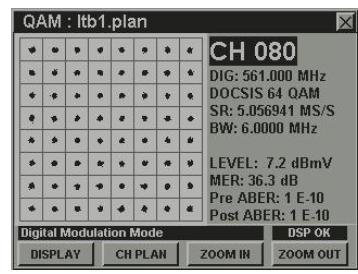 QAM : ltb1.plan
CH 080
DIG: 561.000 MHz
DOCSIS 64 QAM
SR: 5.056941 MS/S
BW: 6.0000 MHz
LEVEL: 7.2 dBmV
MER: 36.3 dB
Pre ABER: 1 E-10
Post ABER: 1 E-10
Digital Modulation Mode
DSP OK
DISPLAY
CH PLAN
ZOOM IN
ZOOM OUT